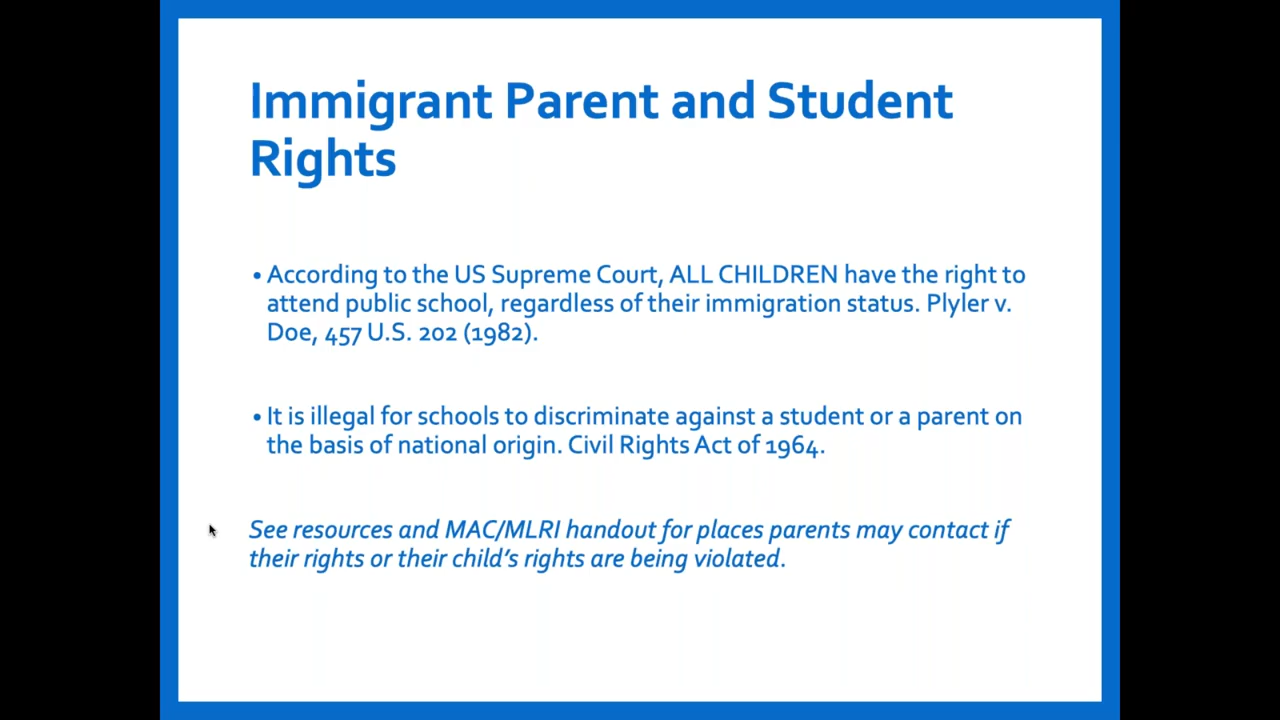 Immigrant Parent and Student
Rights
• According to the US Supreme Court, ALL CHILDREN have the right to
attend public school, regardless of their immigration status. Plyler v.
Doe, 457 U.S. 202 (1982).
• It is illegal for schools to discriminate against a student or a parent on
the basis of national origin. Civil Rights Act of 1964.
See resources and MAC/MLRI handout for places parents may contact if
their rights or their child's rights are being violated.